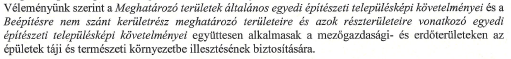 Véleményünk szerint a Meghatározó területek általános egyedi építészeti településképi követelményei és a
Beépítésre nem szánt kerületrész meghatározó területeire és azok részterületeire vonatkozó egyedi
építészeti településképi követelményei együttesen alkalmasak a mezőgazdasági- és erdőterületeken az
épületek táji és természeti környezetbe illesztésének biztosítására.